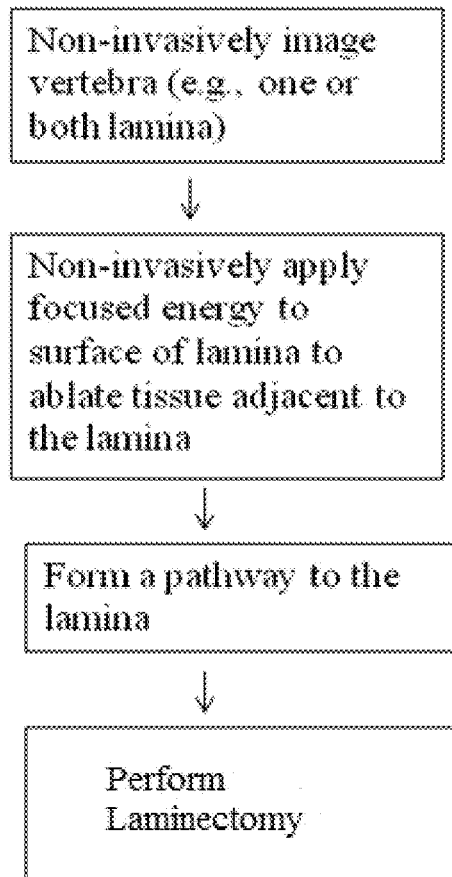 Non-invasively image
vertebra (e.g., one or
both lamina)
Non-invasively apply
focused energy to
surface of lamina to
ablate tissue adjacent to
the lamina
Form a pathway to the
lamina
Perform
Laminectomy